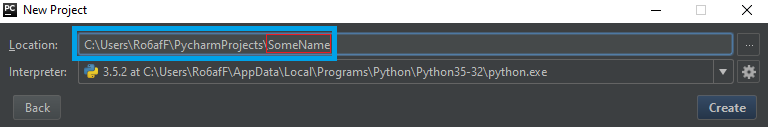 PC New Project
Location: C:\Users\Ro6afF\PycharmProjects\SomeName ...
Interpreter: 3.5.2 at C:\Users\Ro6afF\AppData\Local\Programs\Python\Python35-32\python.exe
Back Create